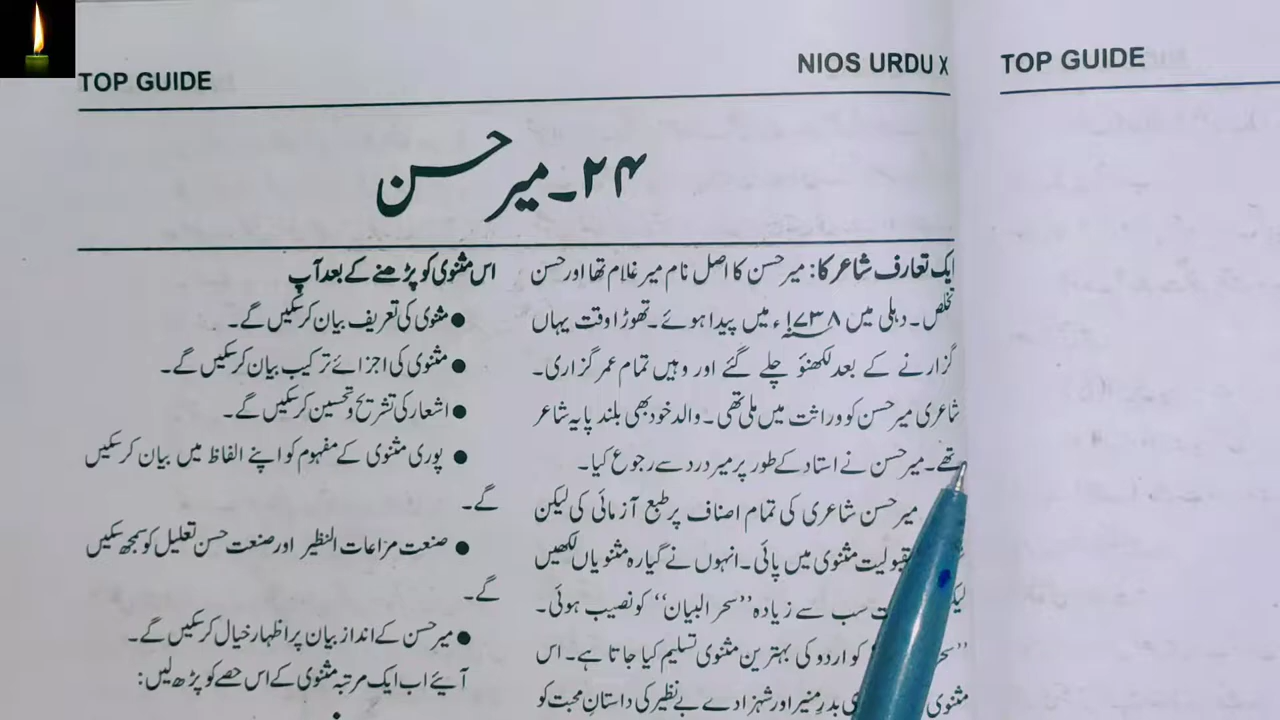 TOP GUIDE
NIOS URDU X
TOP GUIDE
۲۴۔ میر حسن
ایک تعارف شاعر کا: میر حسن کا اصل نام میر غلام تھا اور حسن
تخلص۔ دہلی میں ۱۷۳۸ء میں پیدا ہوئے۔ تھوڑا وقت یہاں
گزارنے کے بعد لکھنؤ چلے گئے اور وہیں تمام عمر گزاری۔
شاعری میر حسن کو وراثت میں ملی تھی۔ والد خود بھی بلند پایہ شاعر
تھے۔ میر حسن نے استاد کے طور پر میر درد سے رجوع کیا۔
میر حسن شاعری کی تمام اصناف پر طبع آزمائی کی لیکن
مقبولیت مثنوی میں پائی۔ انہوں نے گیارہ مثنویاں لکھیں
سب سے زیادہ ”سحر البیان“ کو نصیب ہوئی۔
کو اردو کی بہترین مثنوی تسلیم کیا جاتا ہے۔ اس
مثنوی بدر منیر اور شہزادے بے نظیر کی داستانِ محبت کو
اس مثنوی کو پڑھنے کے بعد آپ
● مثنوی کی تعریف بیان کر سکیں گے۔
● مثنوی کی اجزائے ترکیب بیان کر سکیں گے۔
● اشعار کی تشریح و تحسین کر سکیں گے۔
● پوری مثنوی کے مفہوم کو اپنے الفاظ میں بیان کر سکیں
گے۔
● صنعت مزاعات النظیر اور صنعت حسن تعلیل کو سمجھ سکیں
گے۔
● میر حسن کے انداز بیان پر اظہار خیال کر سکیں گے۔
آیئے اب ایک مرتبہ مثنوی کے اس حصے کو پڑھ لیں: